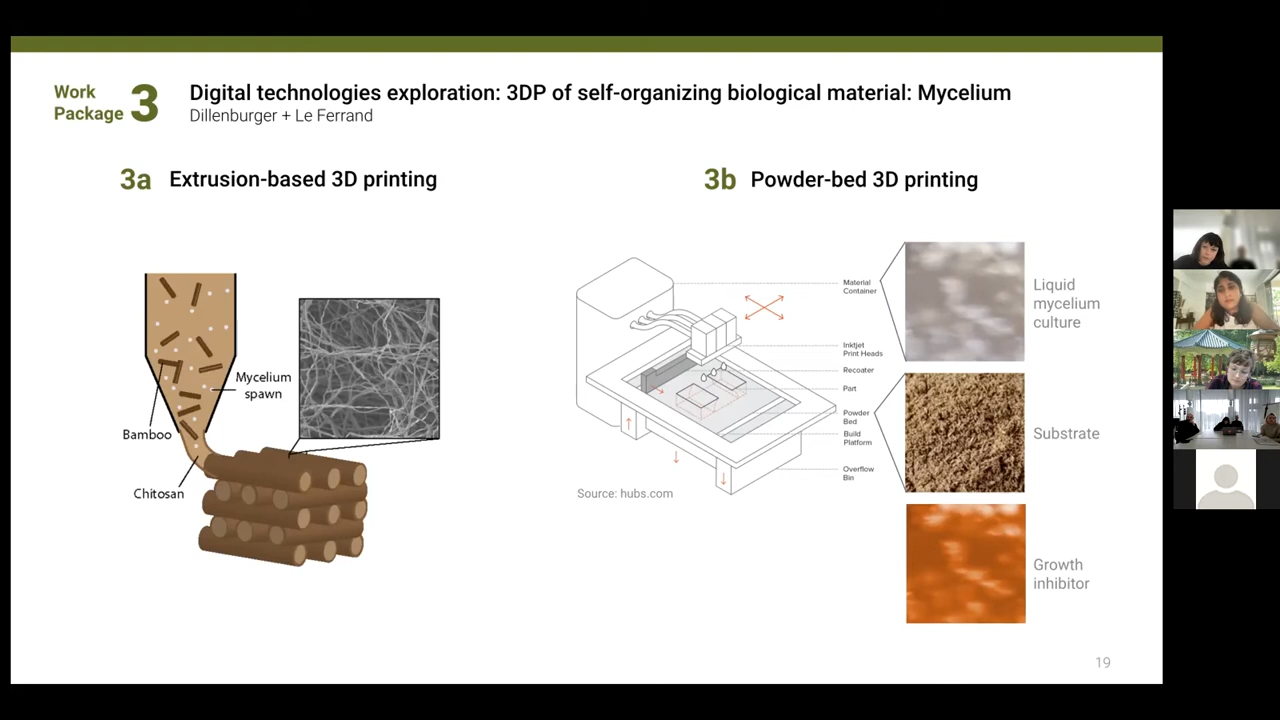 Work
Package 3
Digital technologies exploration: 3DP of self-organizing biological material: Mycelium
Dillenburger + Le Ferrand
3a Extrusion-based 3D printing
Mycelium
spawn
Bamboo
Chitosan
3b Powder-bed 3D printing
Material
Container
Inktjet
Print Heads
Recoater
Part
Powder
Bed
Build
Platform
Overflow
Bin
Source: hubs.com
Liquid
mycelium
culture
Substrate
Growth
inhibitor
19